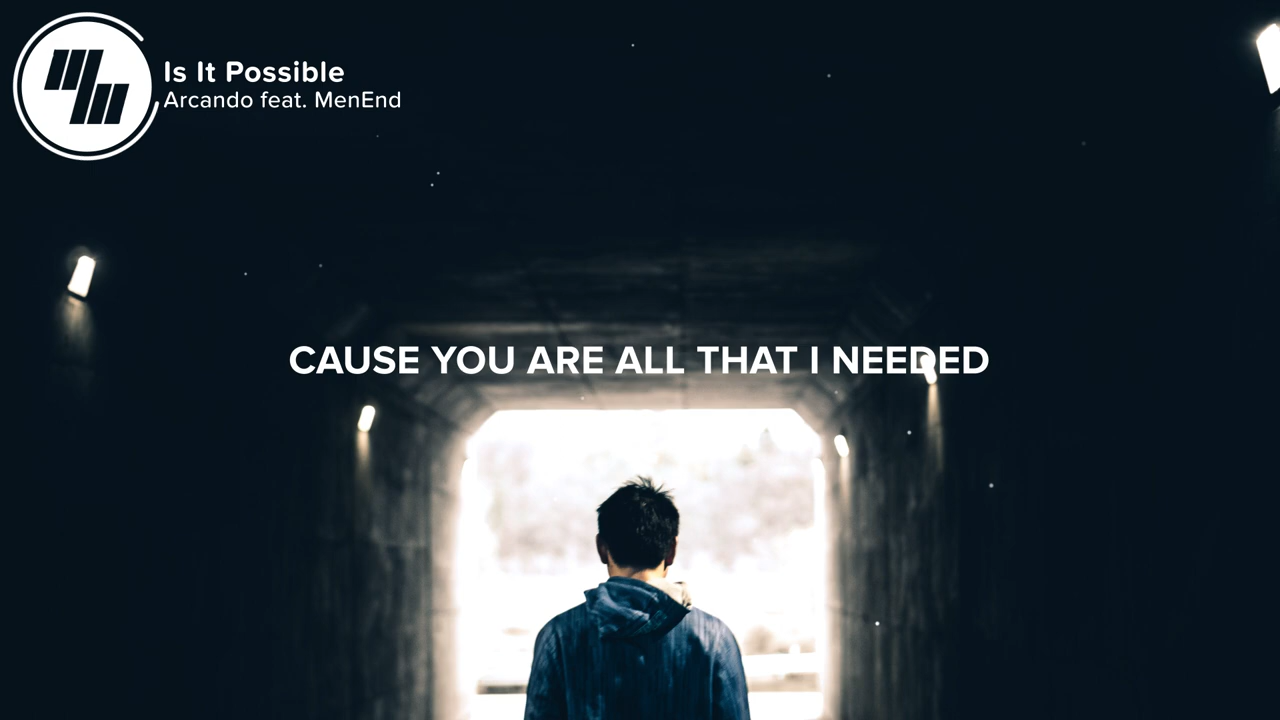 Is It Possible
Arcando feat. MenEnd
CAUSE YOU ARE ALL THAT I NEEDED